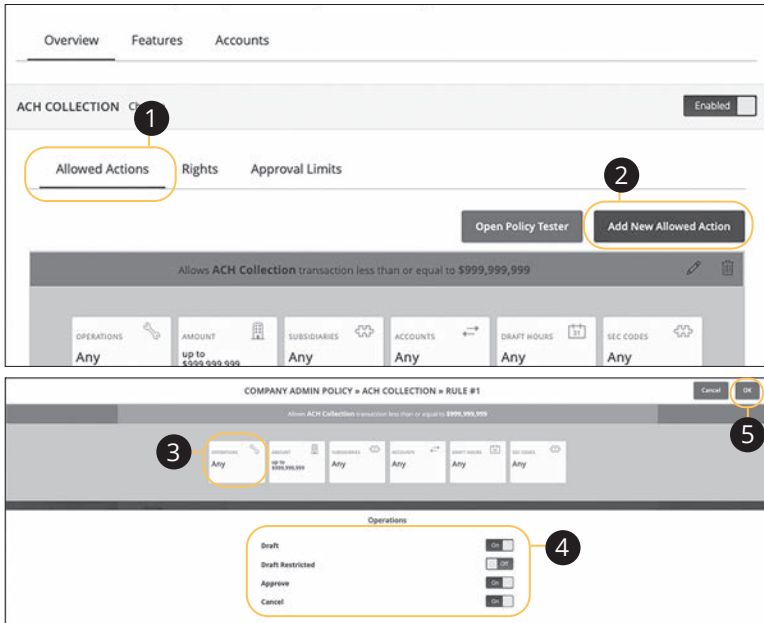 Overview Features Accounts
ACH COLLECTION
Enabled
1
Allowed Actions Rights Approval Limits
2
Open Policy Tester Add New Allowed Action
Allows ACH Collection transaction less than or equal to $999,999,999
OPERATIONS AMOUNT SUBSIDIARIES ACCOUNTS DRAFT HOURS SEC CODES
31
Any up to Any Any Any Any
$999,999,999
COMPANY ADMIN POLICY » ACH COLLECTION » RULE #1
Cancel OK
Allows ACH Collection transaction less than or equal to $999,999,999
5
3
OPERATIONS AMOUNT SUBSIDIARIES ACCOUNTS DRAFT HOURS SEC CODES
Any up to Any Any Any Any
$999,999,999
Operations
Draft On
4
Draft Restricted Off
Approve On
Cancel On